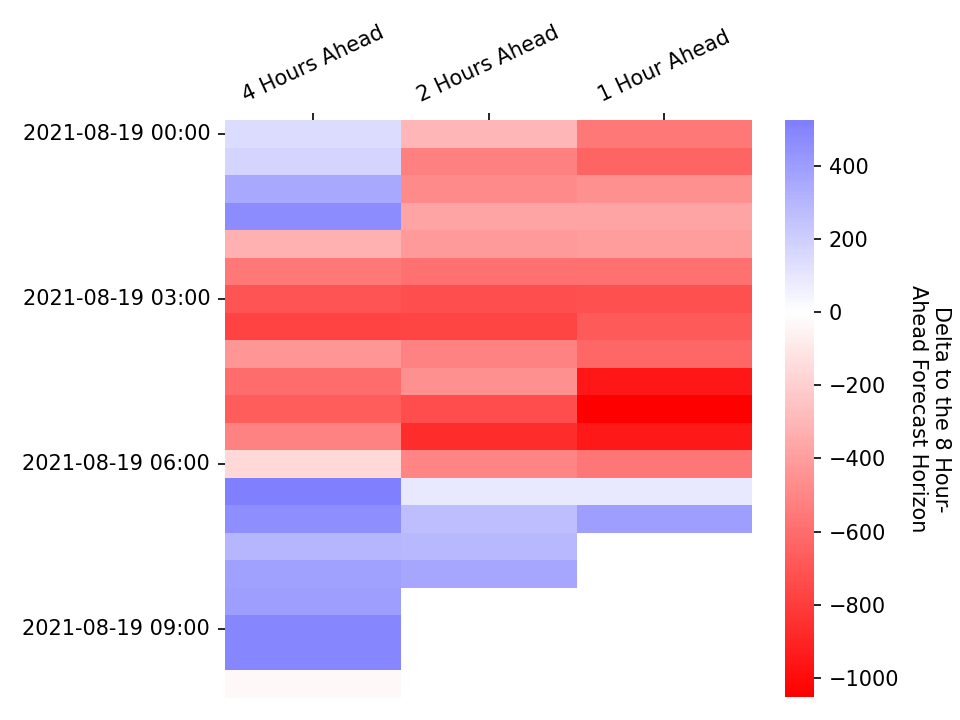 4 Hours Ahead
2 Hours Ahead
1 Hour Ahead
2021-08-19 00:00
2021-08-19 03:00
2021-08-19 06:00
2021-08-19 09:00
400
200
0
−200
−400
−600
−800
−1000
Delta to the 8 Hour-
Ahead Forecast Horizon